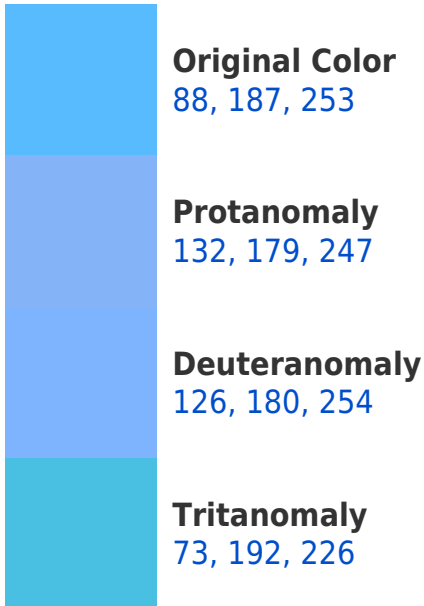 Original Color
88, 187, 253
Protanomaly
132, 179, 247
Deuteranomaly
126, 180, 254
Tritanomaly
73, 192, 226